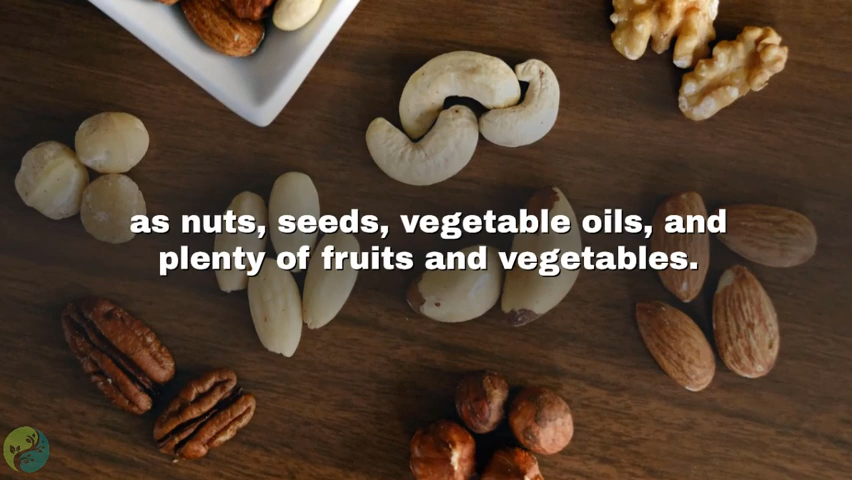 as nuts, seeds, vegetable oils, and
plenty of fruits and vegetables.